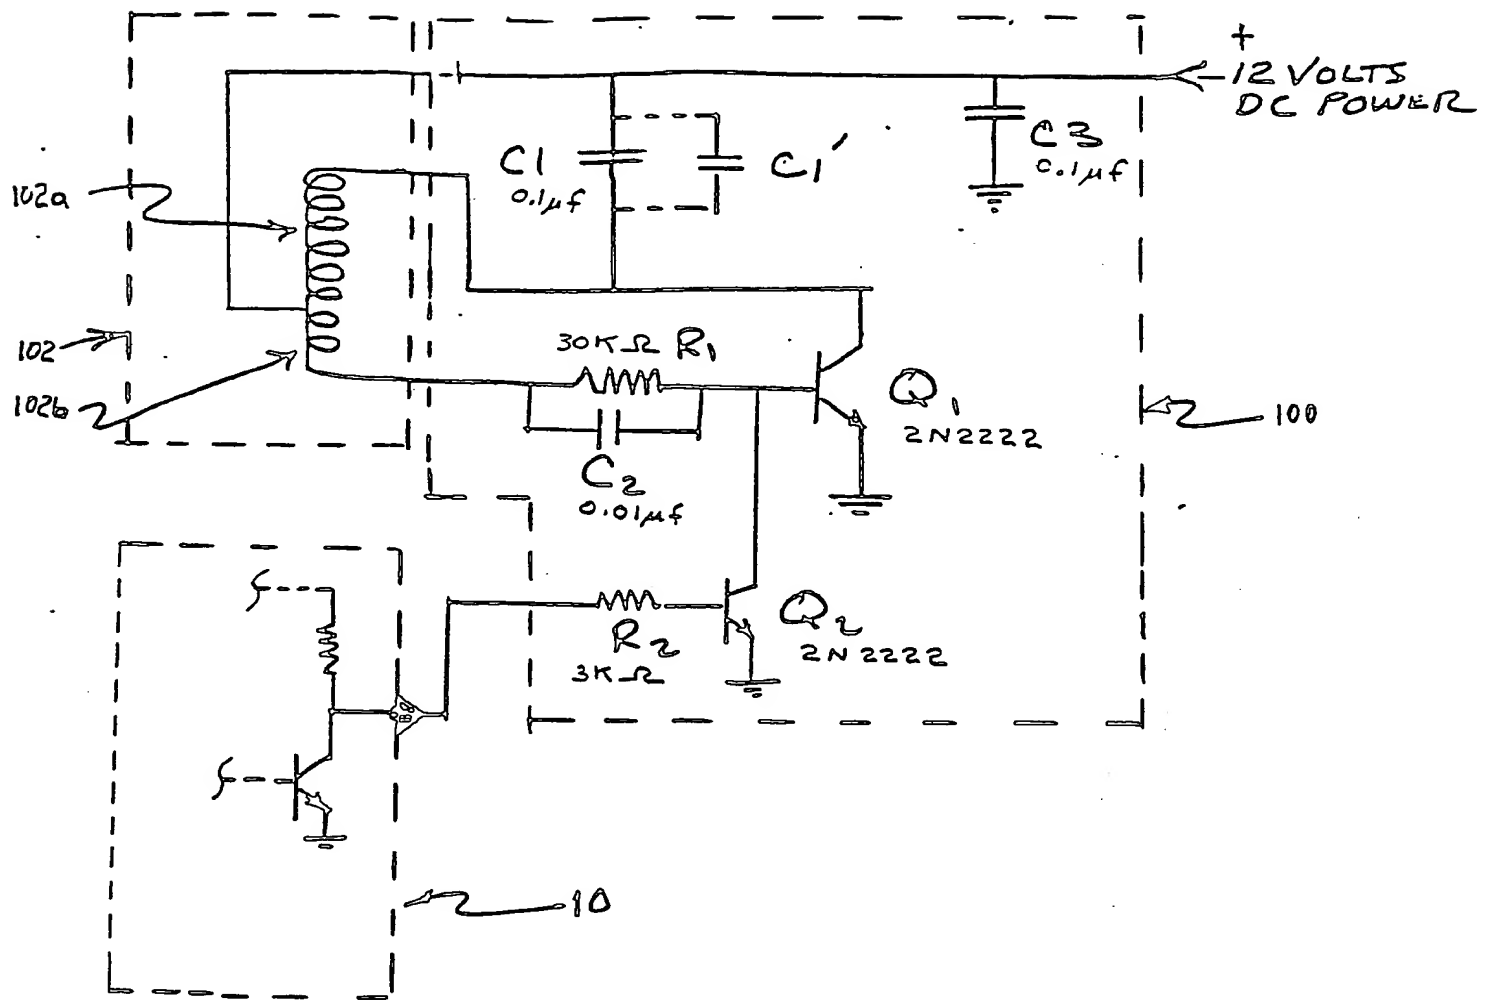 +
12 VOLTS
DC POWER
C1
0.1μf
C1'
C3
0.1μf
102a
102
102b
30KΩ R1
Q1
2N2222
100
C2
0.01μf
R2
3KΩ
Q2
2N2222
10